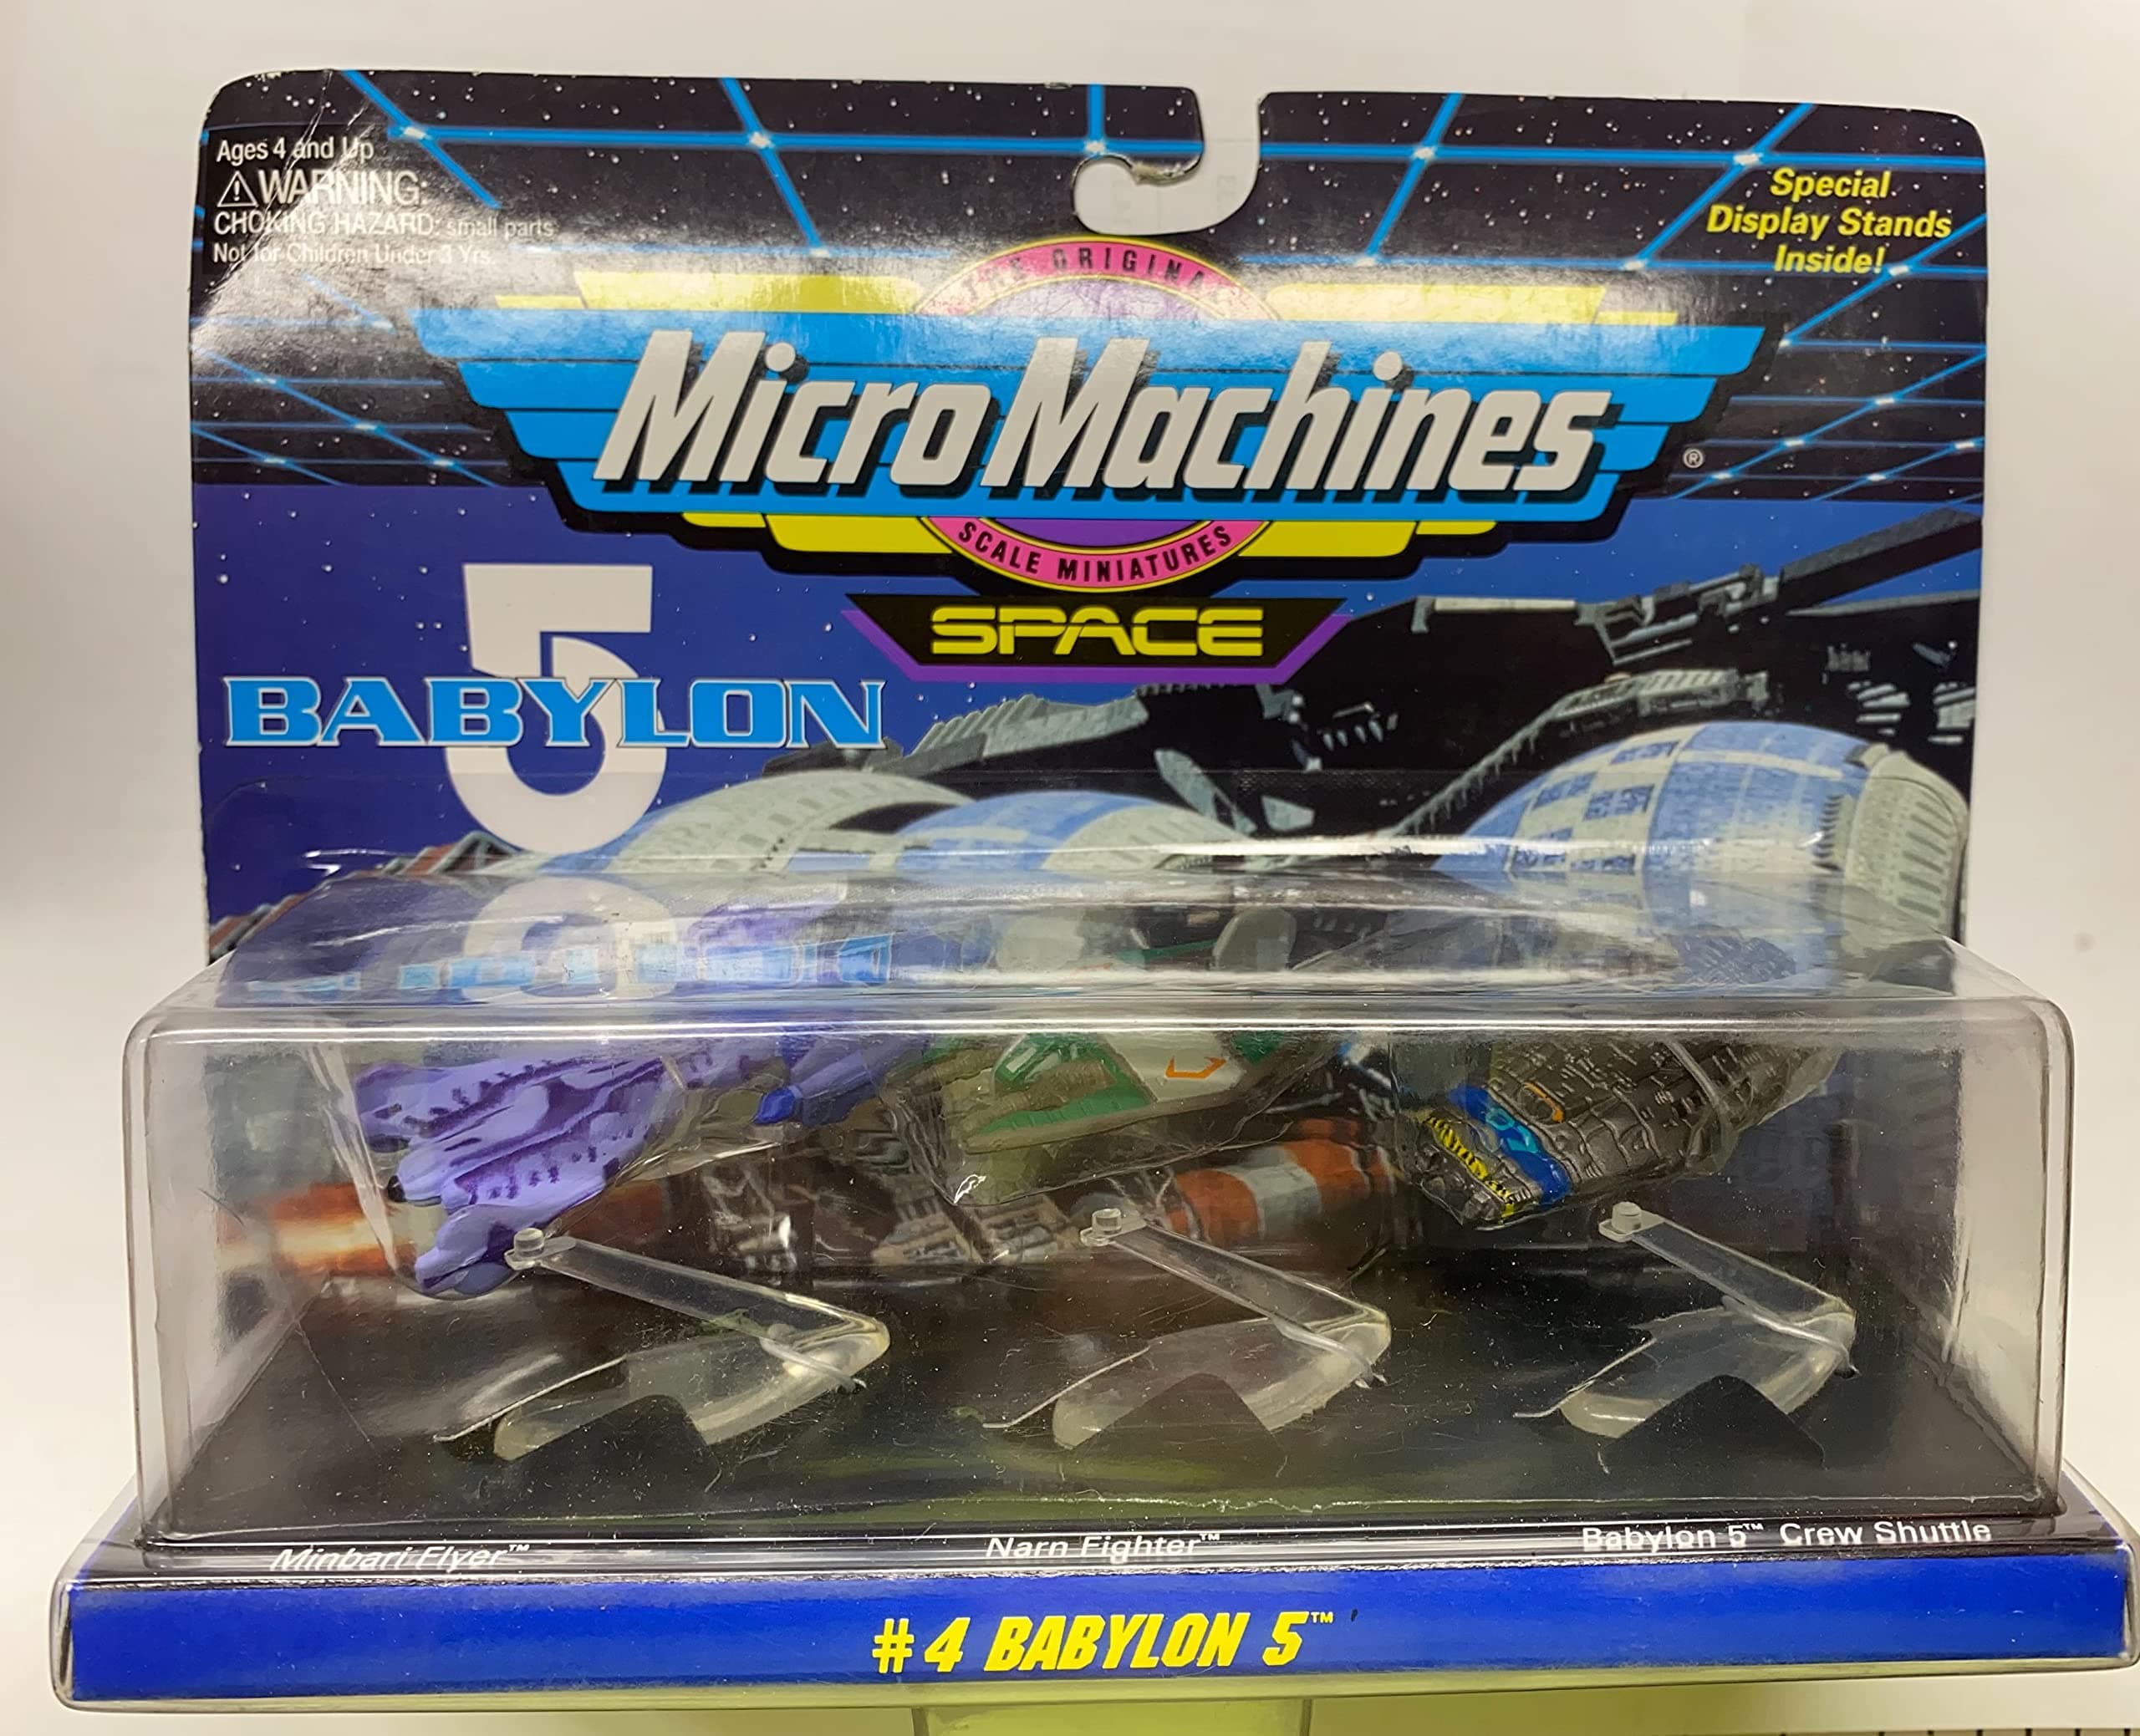 Ages 4 and Up
⚠WARNING:
CHOKING HAZARD: small parts
Not for Children Under 3 Yrs.
Special
Display Stands
Inside!
THE ORIGINAL
Micro Machines®
SCALE MINIATURES
SPACE
BABYLON
5
Minbari Flyer™
Narn Fighter™
Babylon 5™ Crew Shuttle
#4 BABYLON 5™